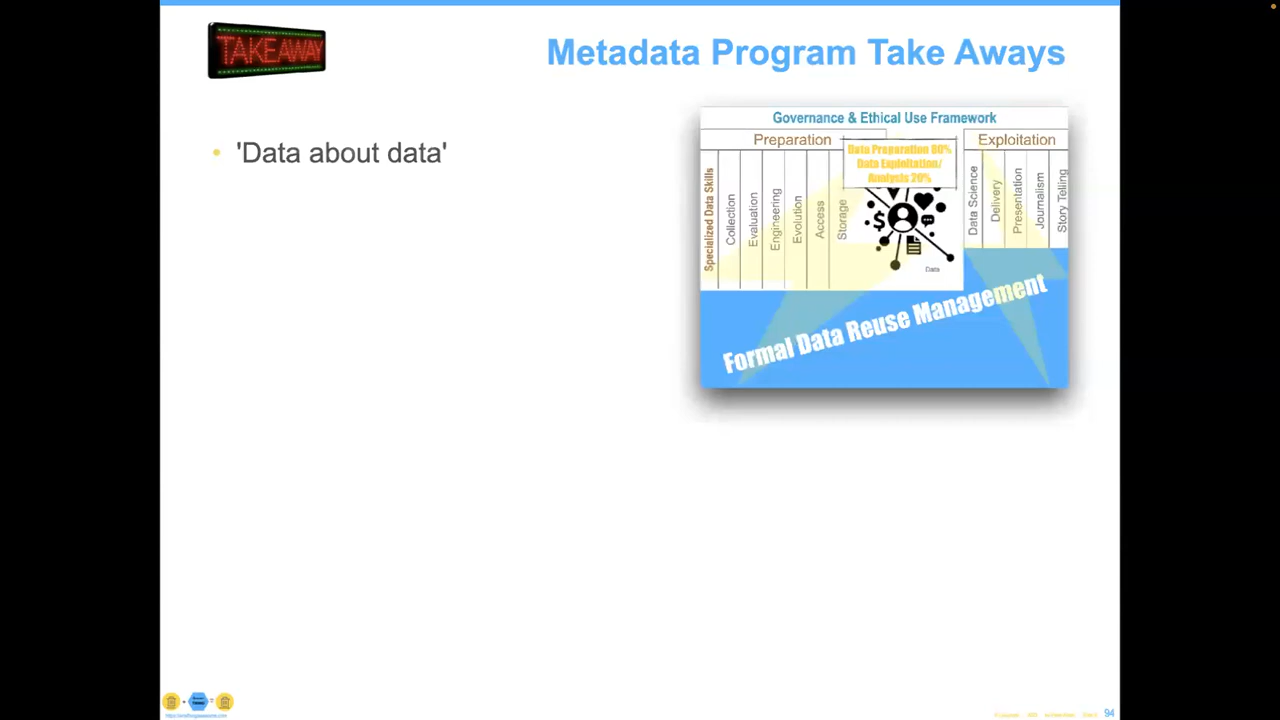 TAKEAWAY
Metadata Program Take Aways
• 'Data about data'
Governance & Ethical Use Framework
Preparation
Exploitation
Data Preparation 80%
Data Exploitation/
Analysis 20%
Specialized Data Skills
Collection
Evaluation
Engineering
Evolution
Access
Storage
Data
Data Science
Delivery
Presentation
Journalism
Story Telling
Formal Data Reuse Management
94